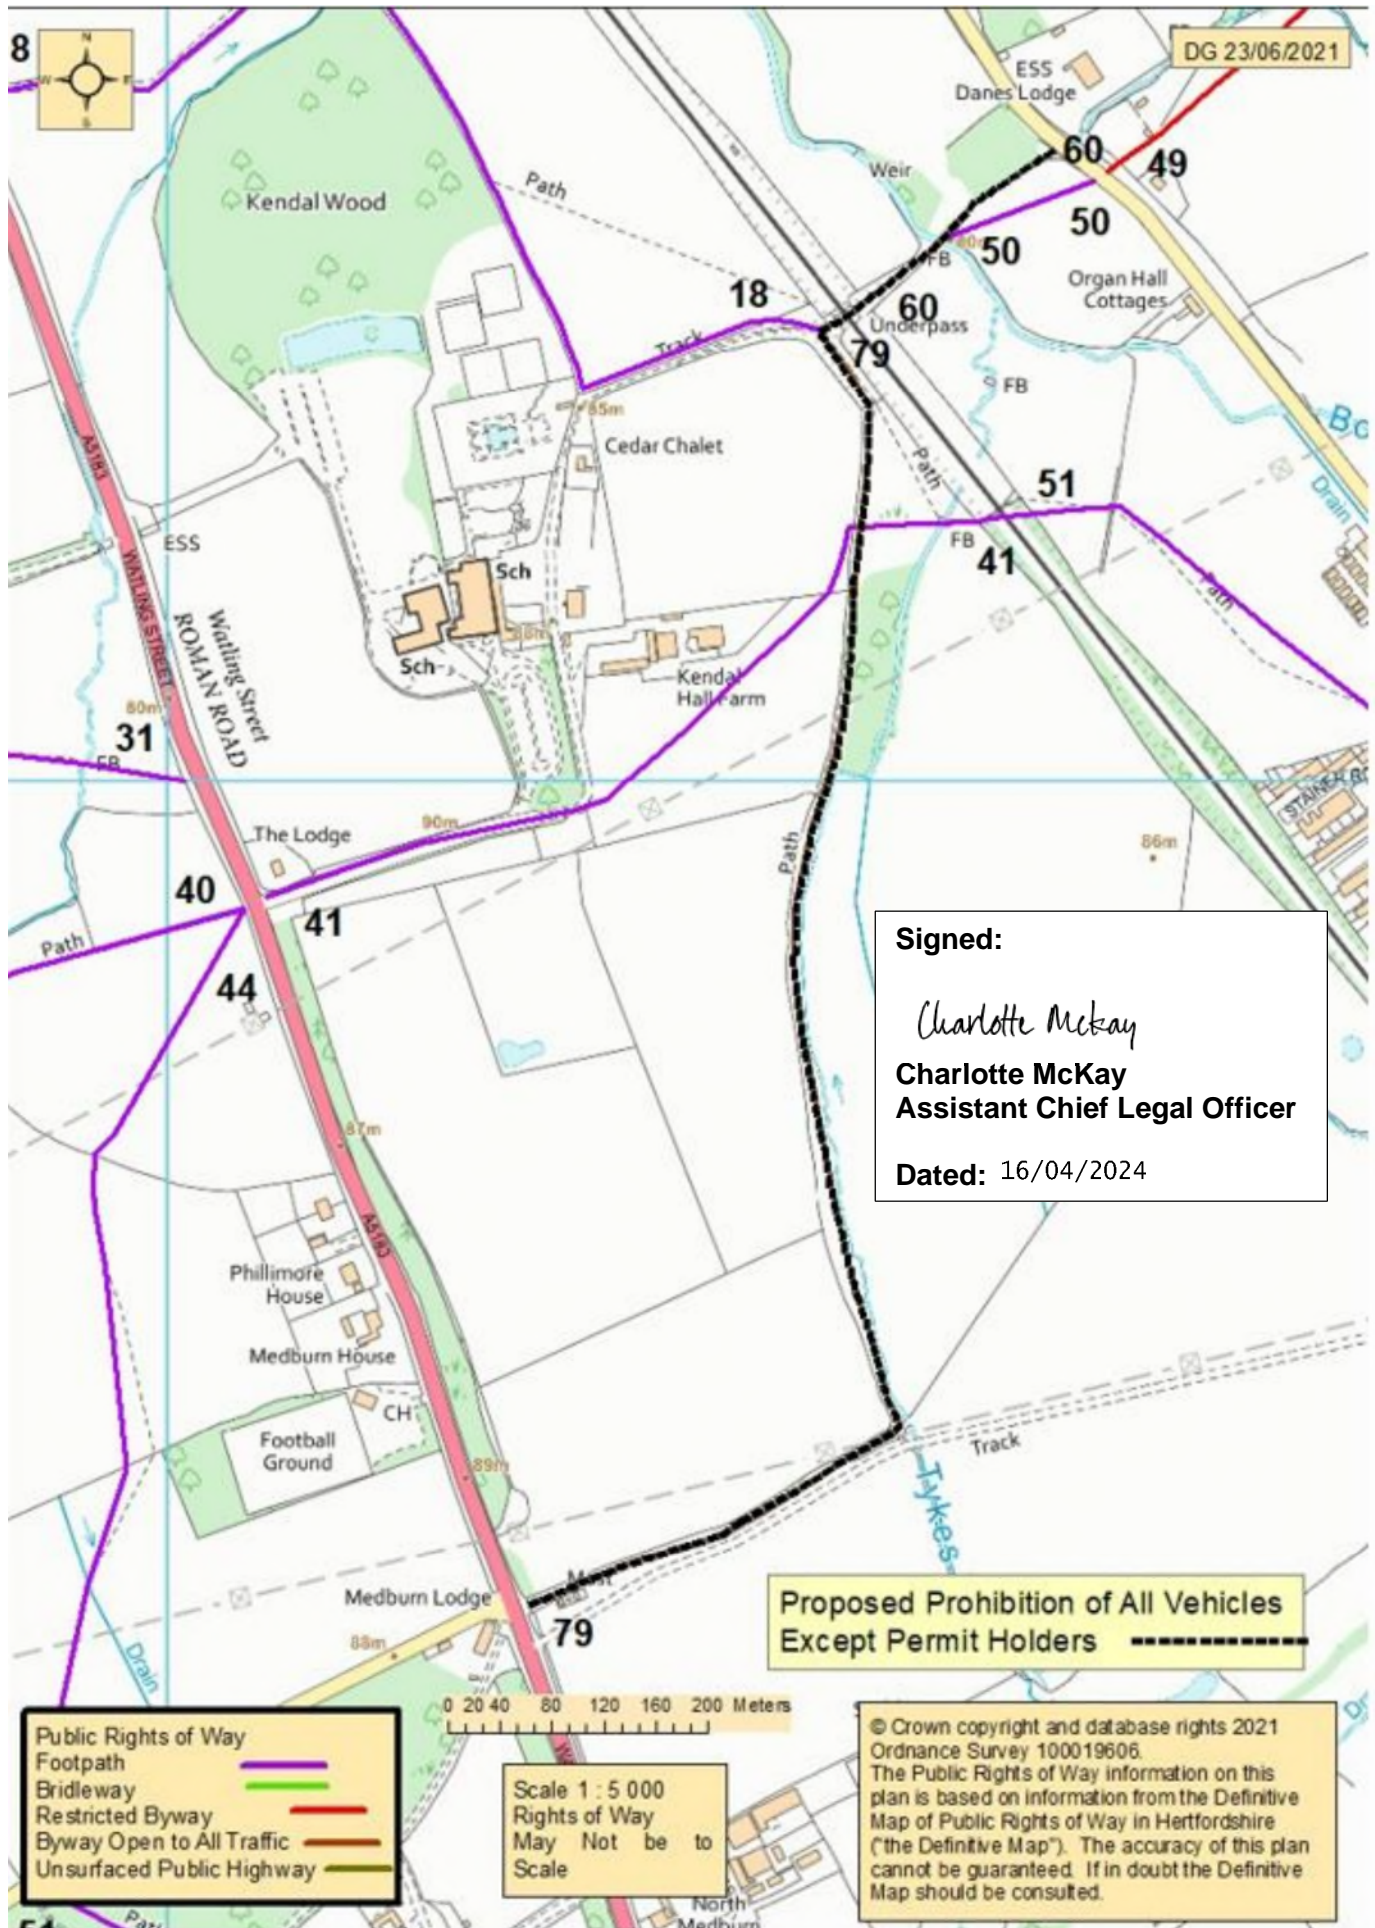 8
N
W
E
S
DG 23/06/2021
ESS
Danes Lodge
60
49
Weir
Path
Kendal Wood
50
50
80m
FB
Organ Hall
Cottages
18
60
Underpass
Track
79
FB
85m
Cedar Chalet
Path
51
Drain
A5183
ESS
FB
41
Sch
WATLING STREET
Watling Street
ROMAN ROAD
88m
Sch
Kendal
Hall Farm
80m
31
FB
STAINER R
The Lodge
90m
Path
86m
40
41
Path
44
Signed:
Charlotte McKay
Charlotte McKay
Assistant Chief Legal Officer
Dated: 16/04/2024
87m
A5183
Phillimore
House
Medburn House
CH
Football
Ground
89m
Track
Tykes
Mast
Medburn Lodge
79
88m
Drain
Proposed Prohibition of All Vehicles
Except Permit Holders
0 20 40 80 120 160 200 Meters
Public Rights of Way
Footpath
Bridleway
Restricted Byway
Byway Open to All Traffic
Unsurfaced Public Highway
Scale 1 : 5 000
Rights of Way
May Not be to
Scale
© Crown copyright and database rights 2021
Ordnance Survey 100019606.
The Public Rights of Way information on this
plan is based on information from the Definitive
Map of Public Rights of Way in Hertfordshire
("the Definitive Map"). The accuracy of this plan
cannot be guaranteed. If in doubt the Definitive
Map should be consulted.
North
Medburn